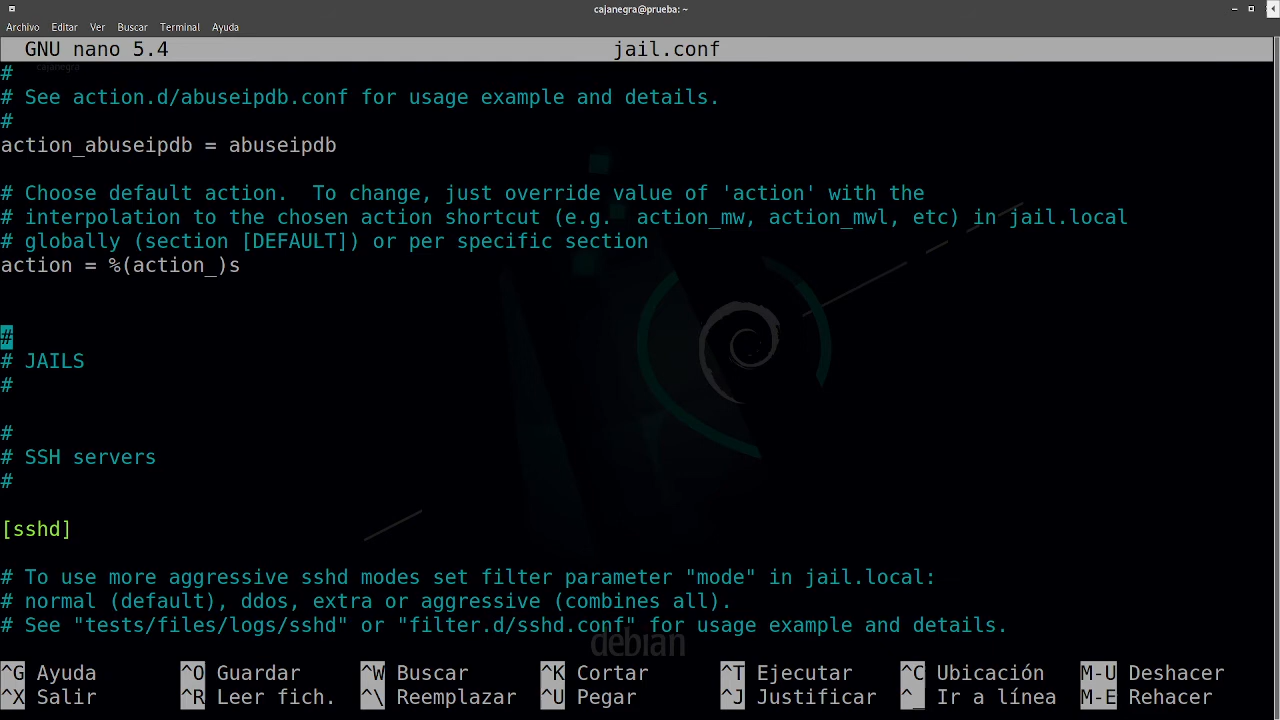 cajanegra@prueba: ~
Archivo Editar Ver Buscar Terminal Ayuda
GNU nano 5.4 jail.conf
cajanegra
#
# See action.d/abuseipdb.conf for usage example and details.
#
action_abuseipdb = abuseipdb
# Choose default action.  To change, just override value of 'action' with the
# interpolation to the chosen action shortcut (e.g.  action_mw, action_mwl, etc) in jail.local
# globally (section [DEFAULT]) or per specific section
action = %(action_)s
#
# JAILS
#
#
# SSH servers
#
[sshd]
# To use more aggressive sshd modes set filter parameter "mode" in jail.local:
# normal (default), ddos, extra or aggressive (combines all).
# See "tests/files/logs/sshd" or "filter.d/sshd.conf" for usage example and details.
debian
^G Ayuda ^O Guardar ^W Buscar ^K Cortar ^T Ejecutar ^C Ubicación M-U Deshacer
^X Salir ^R Leer fich. ^\ Reemplazar ^U Pegar ^J Justificar ^_ Ir a línea M-E Rehacer